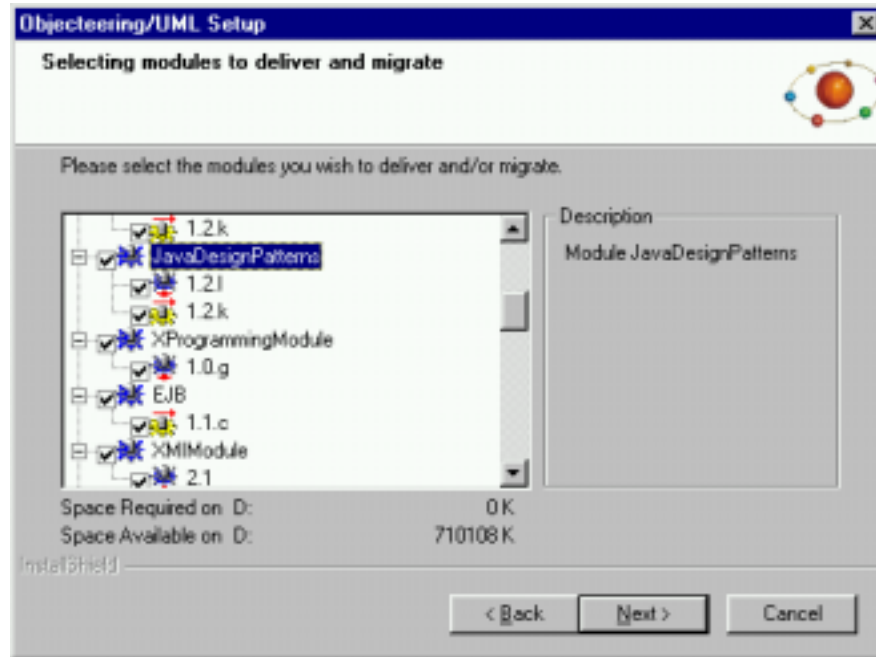 Objecteering/UML Setup
Selecting modules to deliver and migrate
Please select the modules you wish to deliver and/or migrate.
1.2.k
JavaDesignPatterns
1.2.l
1.2.k
XProgrammingModule
1.0.g
EJB
1.1.c
XMIModule
2.1
Description
Module JavaDesignPatterns
Space Required on D: 0 K
Space Available on D: 710108 K
InstallShield
< Back
Next >
Cancel